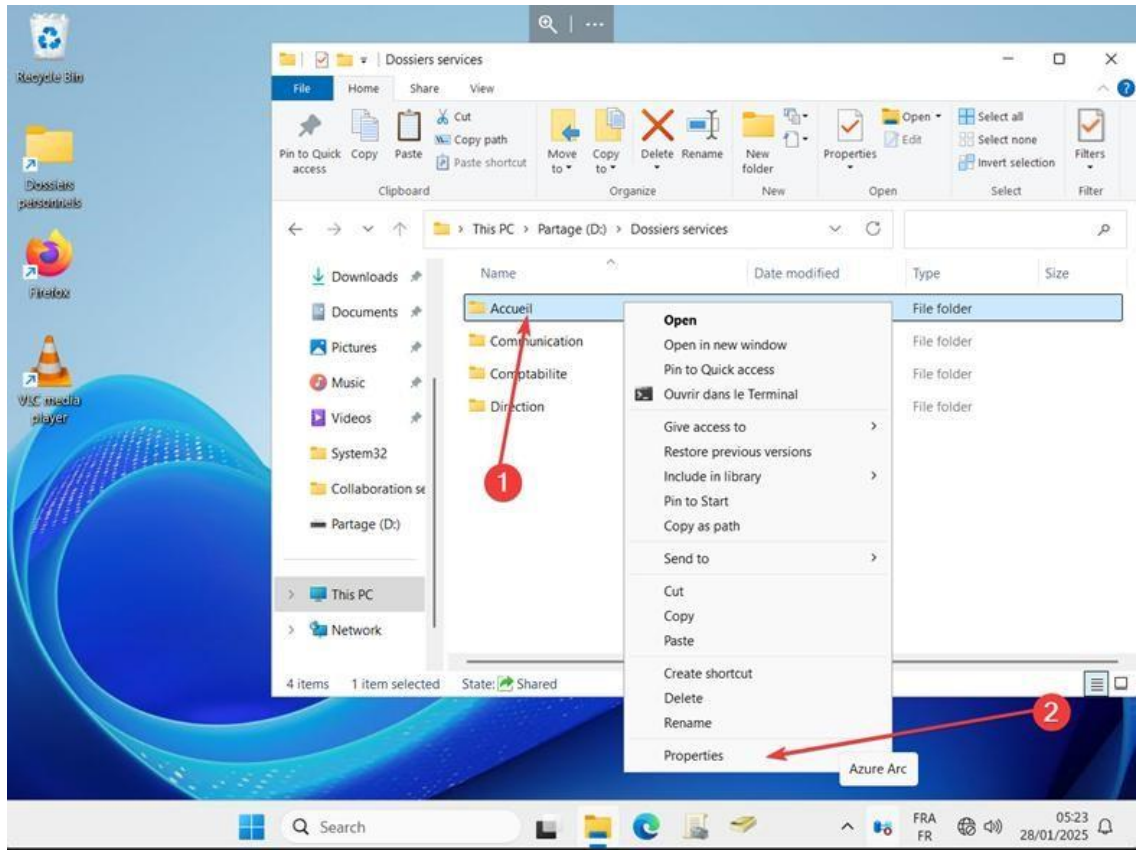 Recycle Bin
Dossiers
personnels
Firefox
VLC media
player
Dossiers services
File
Home
Share
View
Pin to Quick
access
Copy
Paste
Cut
Copy path
Paste shortcut
Clipboard
Move
to
Copy
to
Delete
Rename
Organize
New
folder
New
Properties
Open
Edit
Open
Select all
Select none
Invert selection
Select
Filters
Filter
This PC > Partage (D:) > Dossiers services
Downloads
Documents
Pictures
Music
Videos
System32
Collaboration se
Partage (D:)
This PC
Network
Name
Date modified
Type
Size
Accueil
File folder
Communication
File folder
Comptabilite
File folder
Direction
File folder
1
Open
Open in new window
Pin to Quick access
Ouvrir dans le Terminal
Give access to
Restore previous versions
Include in library
Pin to Start
Copy as path
Send to
Cut
Copy
Paste
Create shortcut
Delete
Rename
Properties
2
Azure Arc
4 items
1 item selected
State: Shared
Search
FRA
FR
05:23
28/01/2025